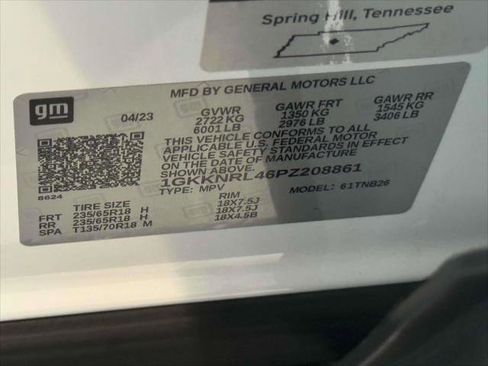 Spring Hill, Tennessee
gm
MFD BY GENERAL MOTORS LLC
04/23 GVWR GAWR FRT GAWR RR
2722 KG 1350 KG 1545 KG
6001 LB 2976 LB 3406 LB
THIS VEHICLE CONFORMS TO ALL
APPLICABLE U.S. FEDERAL MOTOR
VEHICLE SAFETY STANDARDS IN EFFECT
ON THE DATE OF MANUFACTURE
SHOWN ABOVE.
1GKKNRL46PZ208861
8624 TYPE: MPV MODEL: 61TNB26
TIRE SIZE RIM
FRT 235/65R18 H 18X7.5J
RR 235/65R18 H 18X7.5J
SPA T135/70R18 M 18X4.5B